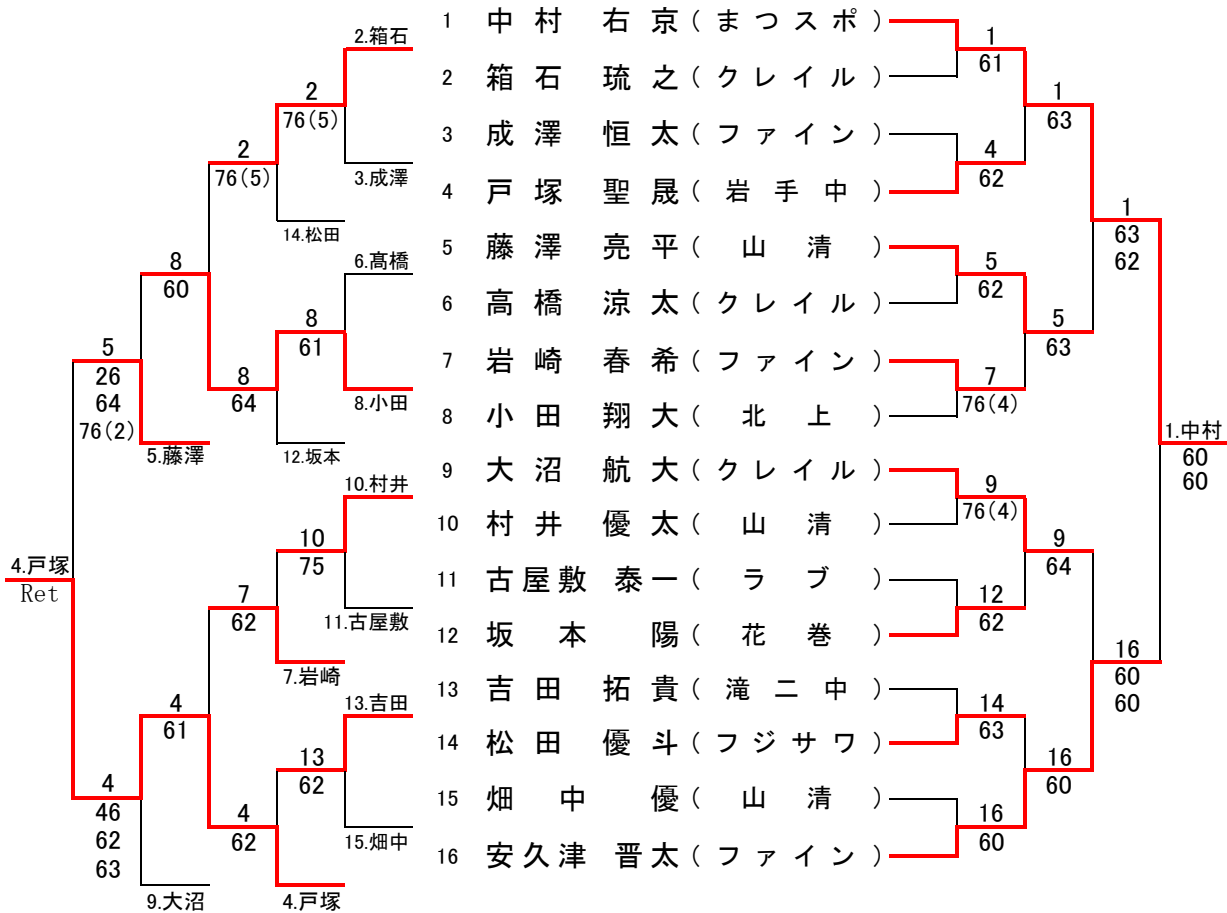 2.箱石
2
76(5)
3.成澤
2
76(5)
14.松田
6.髙橋
8
61
8.小田
8
60
8
64
12.坂本
5
26
64
76(2)
5.藤澤
10.村井
10
75
11.古屋敷
7
62
7.岩崎
4.戸塚
Ret
13.吉田
13
62
15.畑中
4
61
4
62
4.戸塚
4
46
62
63
9.大沼
1 中村 右京(まつスポ)
2 箱石 琉之(クレイル)
3 成澤 恒太(ファイン)
4 戸塚 聖晟(岩手中)
5 藤澤 亮平(山清)
6 高橋 涼太(クレイル)
7 岩崎 春希(ファイン)
8 小田 翔大(北上)
9 大沼 航大(クレイル)
10 村井 優太(山清)
11 古屋敷 泰一(ラブ)
12 坂本 陽(花巻)
13 吉田 拓貴(滝二中)
14 松田 優斗(フジサワ)
15 畑中 優(山清)
16 安久津 晋太(ファイン)
1
61
4
62
1
63
5
62
7
76(4)
5
63
1
63
62
9
76(4)
12
62
9
64
14
63
16
60
16
60
16
60
60
1.中村
60
60